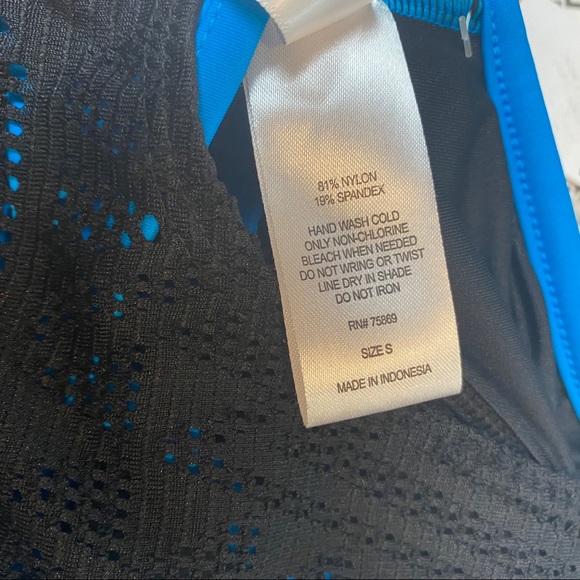 81% NYLON
19% SPANDEX
HAND WASH COLD
ONLY NON-CHLORINE
BLEACH WHEN NEEDED
DO NOT WRING OR TWIST
LINE DRY IN SHADE
DO NOT IRON
RN# 75869
SIZE S
MADE IN INDONESIA